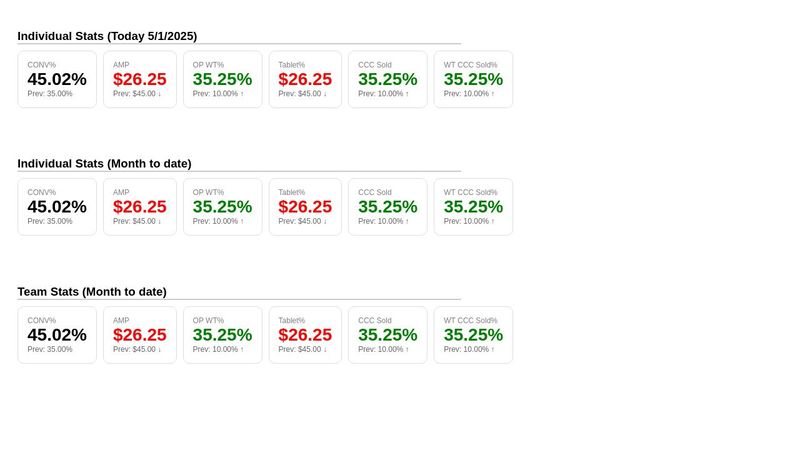 Individual Stats (Today 5/1/2025)
CONV% AMP OP WT% Tablet% CCC Sold WT CCC Sold%
45.02% $26.25 35.25% $26.25 35.25% 35.25%
Prev: 35.00% Prev: $45.00 ↓ Prev: 10.00% ↑ Prev: $45.00 ↓ Prev: 10.00% ↑ Prev: 10.00% ↑
Individual Stats (Month to date)
CONV% AMP OP WT% Tablet% CCC Sold WT CCC Sold%
45.02% $26.25 35.25% $26.25 35.25% 35.25%
Prev: 35.00% Prev: $45.00 ↓ Prev: 10.00% ↑ Prev: $45.00 ↓ Prev: 10.00% ↑ Prev: 10.00% ↑
Team Stats (Month to date)
CONV% AMP OP WT% Tablet% CCC Sold WT CCC Sold%
45.02% $26.25 35.25% $26.25 35.25% 35.25%
Prev: 35.00% Prev: $45.00 ↓ Prev: 10.00% ↑ Prev: $45.00 ↓ Prev: 10.00% ↑ Prev: 10.00% ↑